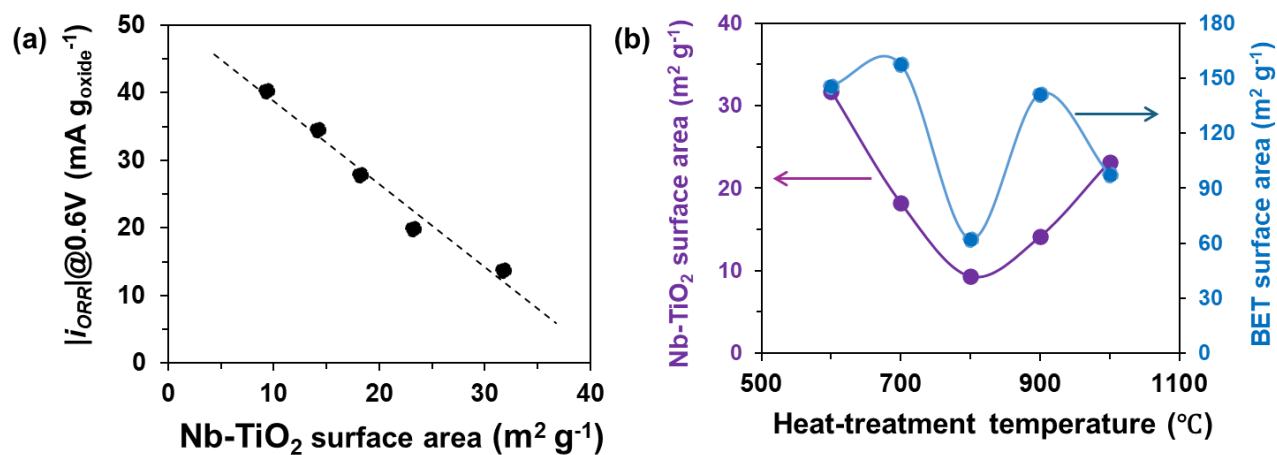 (a)
|i_ORR|@0.6V (mA g_oxide⁻¹)
50
40
30
20
10
0
0 10 20 30 40
Nb-TiO₂ surface area (m² g⁻¹)
(b)
Nb-TiO₂ surface area (m² g⁻¹)
40
30
20
10
0
500 700 900 1100
Heat-treatment temperature (℃)
180
150
120
90
60
30
0
BET surface area (m² g⁻¹)